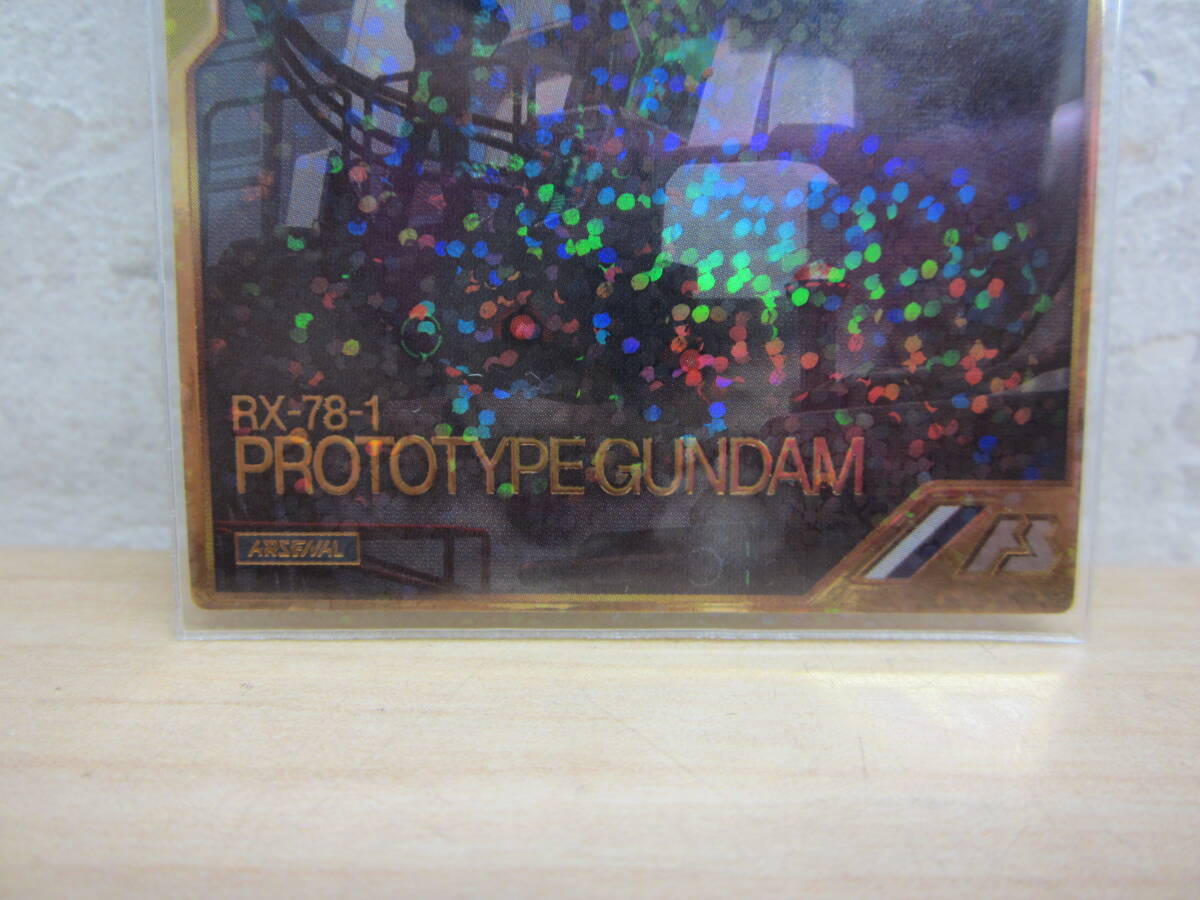 RX-78-1
PROTOTYPE GUNDAM
ARSENAL